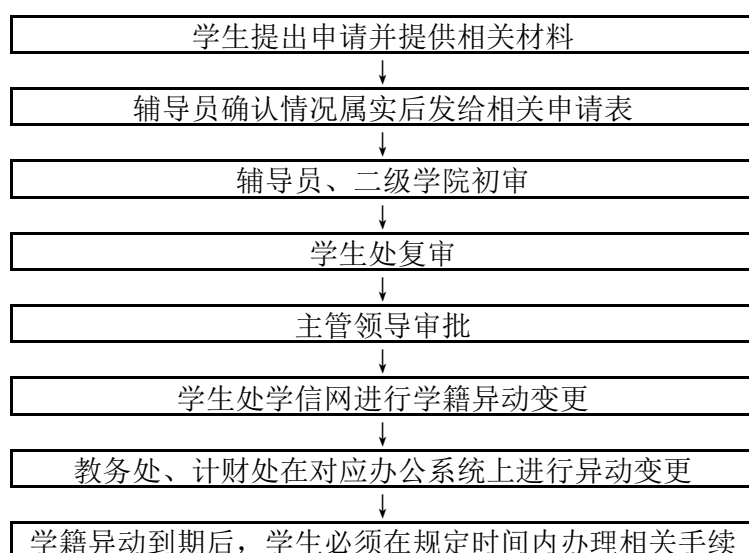 学生提出申请并提供相关材料
↓
辅导员确认情况属实后发给相关申请表
↓
辅导员、二级学院初审
↓
学生处复审
↓
主管领导审批
↓
学生处学信网进行学籍异动变更
↓
教务处、计财处在对应办公系统上进行异动变更
↓
学籍异动到期后，学生必须在规定时间内办理相关手续